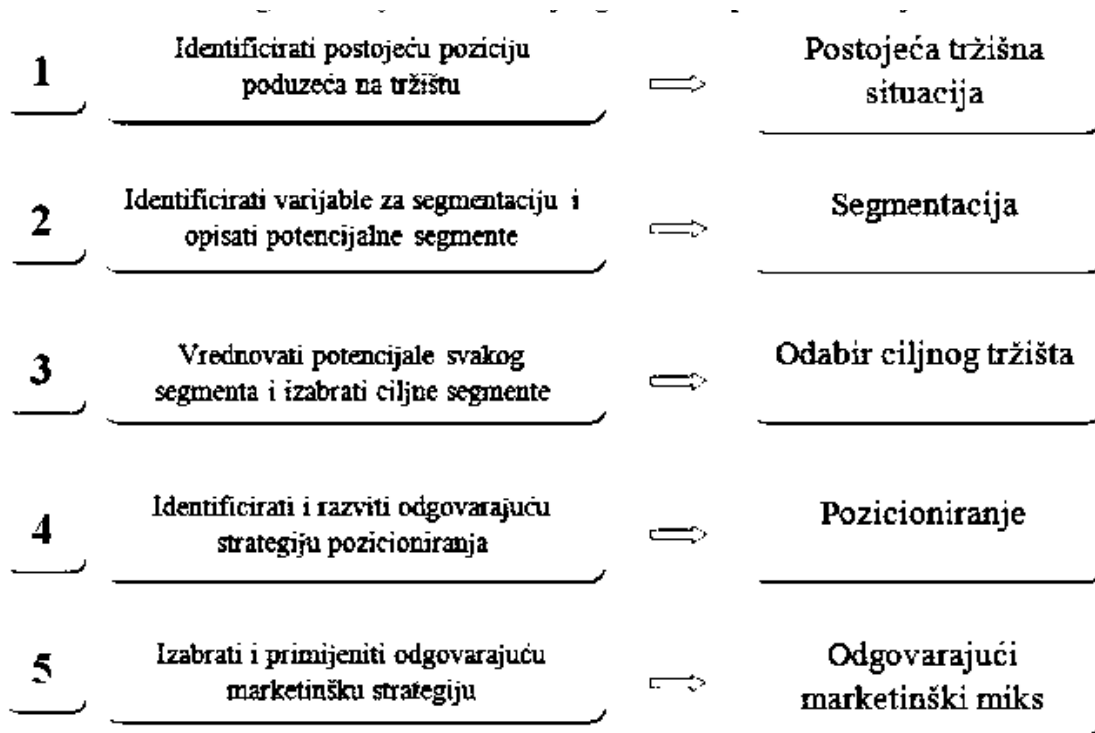 1
Identificirati postojeću poziciju
poduzeća na tržištu
Postojeća tržišna
situacija
2
Identificirati varijable za segmentaciju i
opisati potencijalne segmente
Segmentacija
3
Vrednovati potencijale svakog
segmenta i izabrati ciljne segmente
Odabir ciljnog tržišta
4
Identificirati i razviti odgovarajuću
strategiju pozicioniranja
Pozicioniranje
5
Izabrati i primijeniti odgovarajuću
marketinšku strategiju
Odgovarajući
marketinški miks